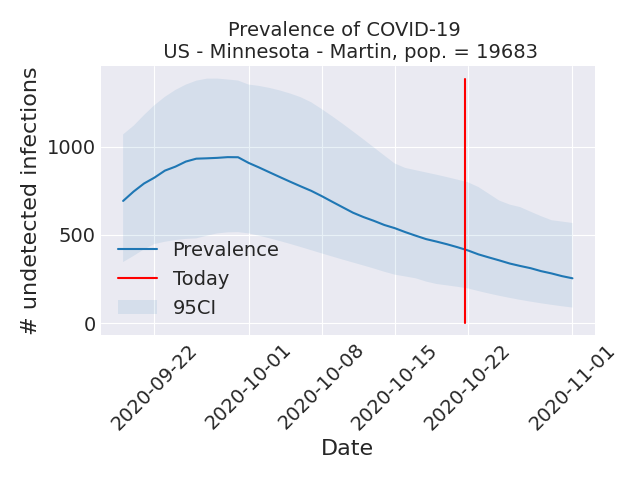 Prevalence of COVID-19
US - Minnesota - Martin, pop. = 19683
# undetected infections
1000
500
0
Prevalence
Today
95CI
2020-09-22
2020-10-01
2020-10-08
2020-10-15
2020-10-22
2020-11-01
Date